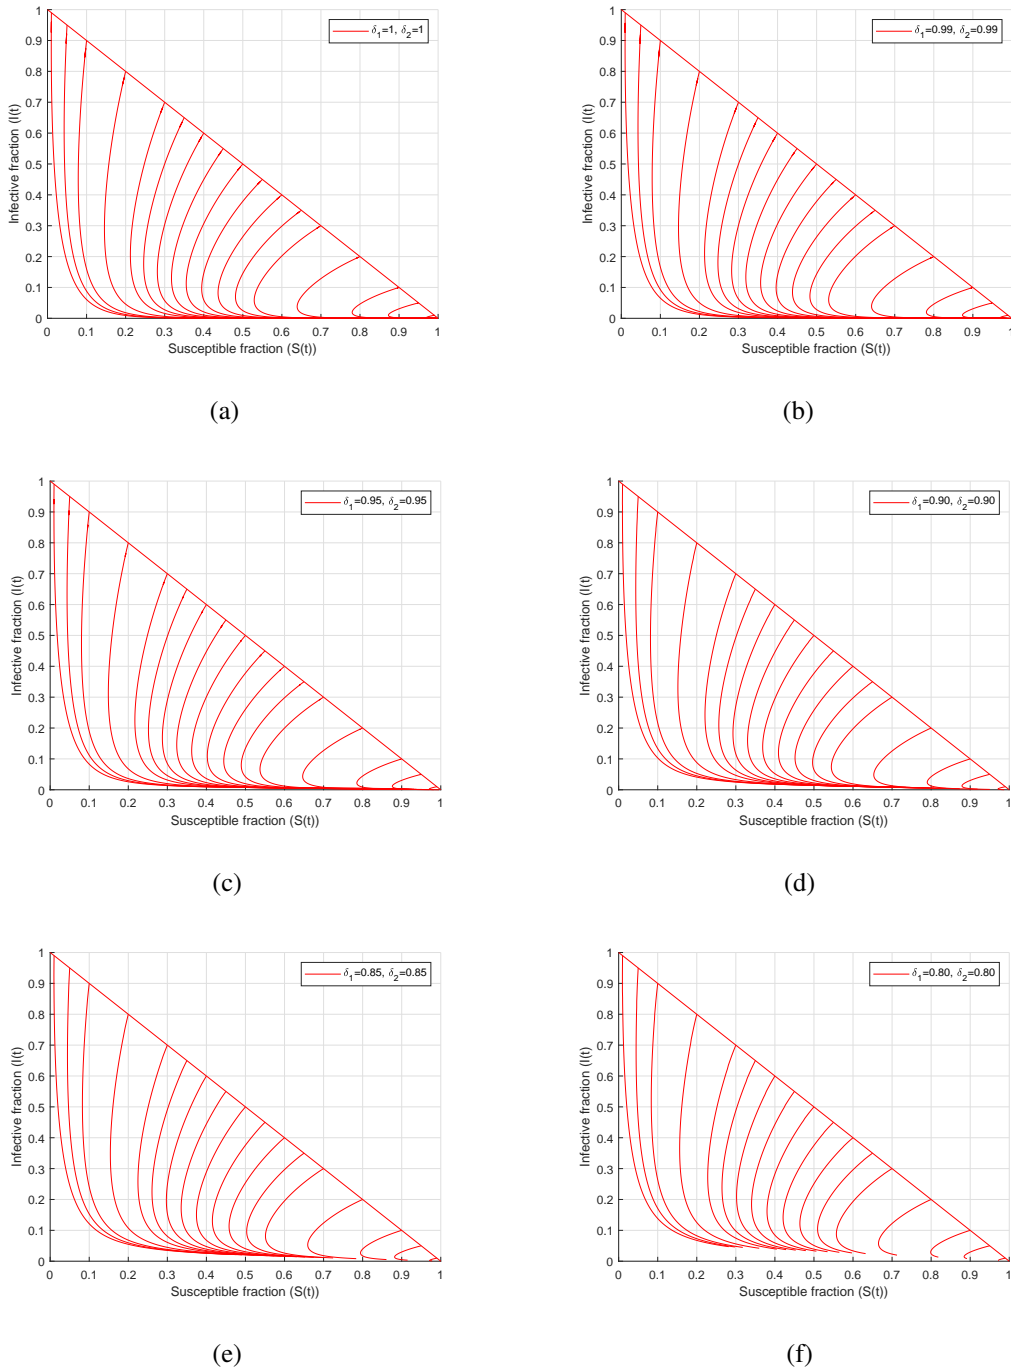 1
0.9
0.8
0.7
0.6
0.5
0.4
0.3
0.2
0.1
0
0 0.1 0.2 0.3 0.4 0.5 0.6 0.7 0.8 0.9 1
Infective fraction (I(t)
Susceptible fraction (S(t))
δ1=1, δ2=1
(a)
1
0.9
0.8
0.7
0.6
0.5
0.4
0.3
0.2
0.1
0
0 0.1 0.2 0.3 0.4 0.5 0.6 0.7 0.8 0.9 1
Infective fraction (I(t)
Susceptible fraction (S(t))
δ1=0.99, δ2=0.99
(b)
1
0.9
0.8
0.7
0.6
0.5
0.4
0.3
0.2
0.1
0
0 0.1 0.2 0.3 0.4 0.5 0.6 0.7 0.8 0.9 1
Infective fraction (I(t)
Susceptible fraction (S(t))
δ1=0.95, δ2=0.95
(c)
1
0.9
0.8
0.7
0.6
0.5
0.4
0.3
0.2
0.1
0
0 0.1 0.2 0.3 0.4 0.5 0.6 0.7 0.8 0.9 1
Infective fraction (I(t)
Susceptible fraction (S(t))
δ1=0.90, δ2=0.90
(d)
1
0.9
0.8
0.7
0.6
0.5
0.4
0.3
0.2
0.1
0
0 0.1 0.2 0.3 0.4 0.5 0.6 0.7 0.8 0.9 1
Infective fraction (I(t)
Susceptible fraction (S(t))
δ1=0.85, δ2=0.85
(e)
1
0.9
0.8
0.7
0.6
0.5
0.4
0.3
0.2
0.1
0
0 0.1 0.2 0.3 0.4 0.5 0.6 0.7 0.8 0.9 1
Infective fraction (I(t)
Susceptible fraction (S(t))
δ1=0.80, δ2=0.80
(f)